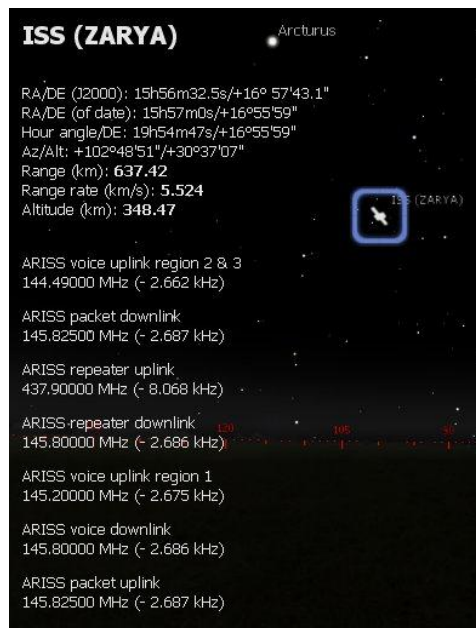 ISS (ZARYA)
Arcturus
RA/DE (J2000): 15h56m32.5s/+16° 57'43.1"
RA/DE (of date): 15h57m0s/+16°55'59"
Hour angle/DE: 19h54m47s/+16°55'59"
Az/Alt: +102°48'51"/+30°37'07"
Range (km): 637.42
Range rate (km/s): 5.524
Altitude (km): 348.47
ISS (ZARYA)
ARISS voice uplink region 2 & 3
144.49000 MHz (- 2.662 kHz)
ARISS packet downlink
145.82500 MHz (- 2.687 kHz)
ARISS repeater uplink
437.90000 MHz (- 8.068 kHz)
ARISS repeater downlink
120
105
90
145.80000 MHz (- 2.686 kHz)
ARISS voice uplink region 1
145.20000 MHz (- 2.675 kHz)
ARISS voice downlink
145.80000 MHz (- 2.686 kHz)
ARISS packet uplink
145.82500 MHz (- 2.687 kHz)